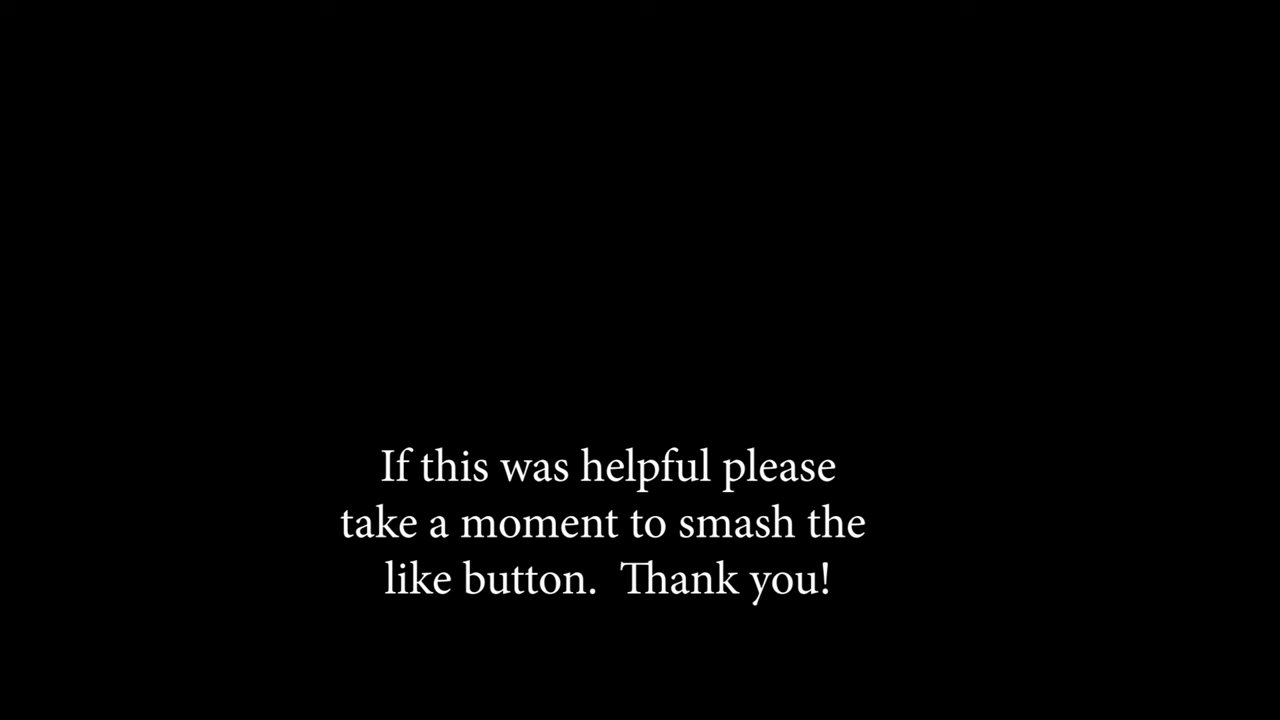 If this was helpful please
take a moment to smash the
like button.  Thank you!